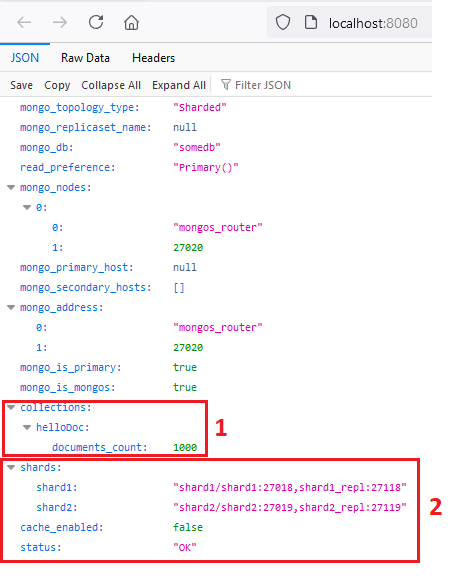 localhost:8080
JSON Raw Data Headers
Save Copy Collapse All Expand All Filter JSON
mongo_topology_type: "Sharded"
mongo_replicaset_name: null
mongo_db: "somedb"
read_preference: "Primary()"
mongo_nodes:
0:
0: "mongos_router"
1: 27020
mongo_primary_host: null
mongo_secondary_hosts: []
mongo_address:
0: "mongos_router"
1: 27020
mongo_is_primary: true
mongo_is_mongos: true
collections:
helloDoc: 1
documents_count: 1000
shards:
shard1: "shard1/shard1:27018,shard1_repl:27118"
shard2: "shard2/shard2:27019,shard2_repl:27119" 2
cache_enabled: false
status: "OK"